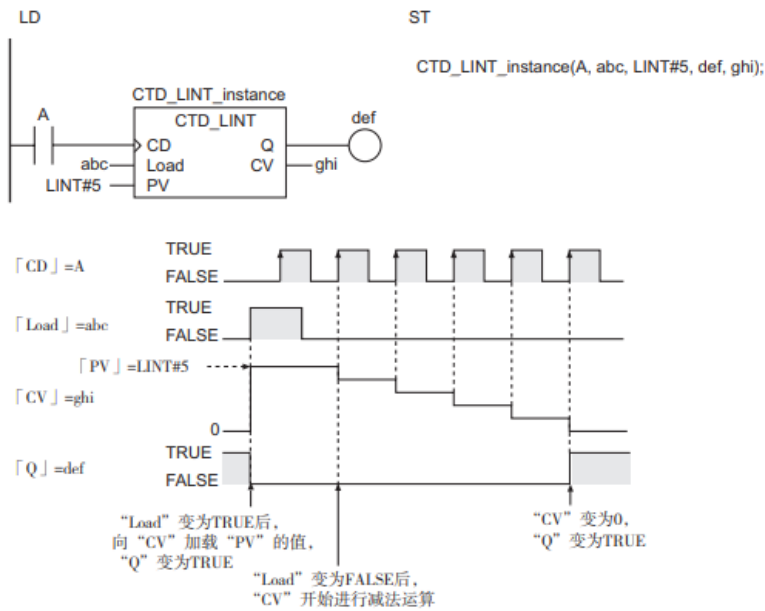 LD
ST
CTD_LINT_instance(A, abc, LINT#5, def, ghi);
CTD_LINT_instance
A
CTD_LINT
def
CD
Q
abc
Load
CV
ghi
LINT#5
PV
「CD」=A
TRUE
FALSE
「Load」=abc
TRUE
FALSE
「PV」=LINT#5
「CV」=ghi
0
「Q」=def
TRUE
FALSE
“Load” 变为TRUE后，
向 “CV” 加载 “PV” 的值，
“Q” 变为TRUE
“Load” 变为FALSE后，
“CV” 开始进行减法运算
“CV” 变为0,
“Q” 变为TRUE